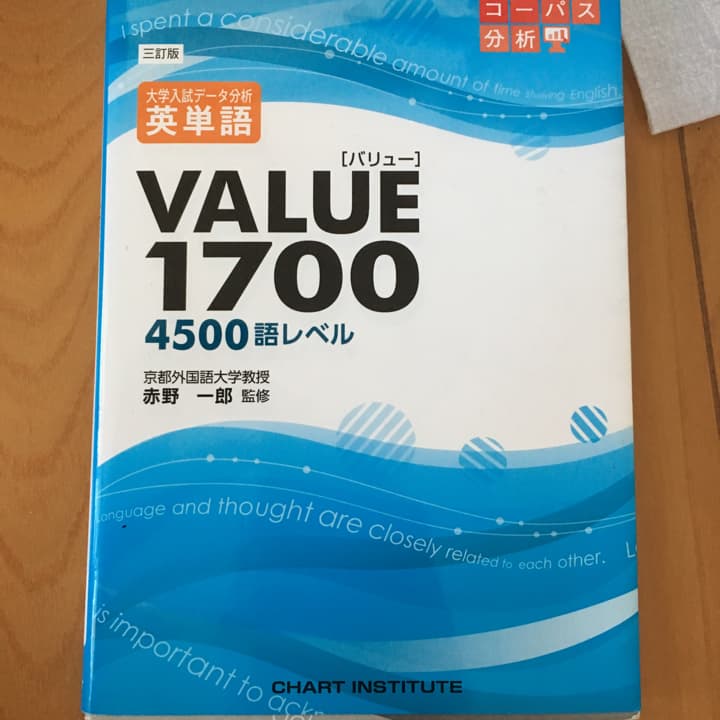 コーパス
分析
I spent a considerable amount of time studying English.
三訂版
大学入試データ分析
英単語
[バリュー]
VALUE
1700
4500語レベル
京都外国語大学教授
赤野 一郎 監修
Language and thought are closely related to each other.
is important to
CHART INSTITUTE